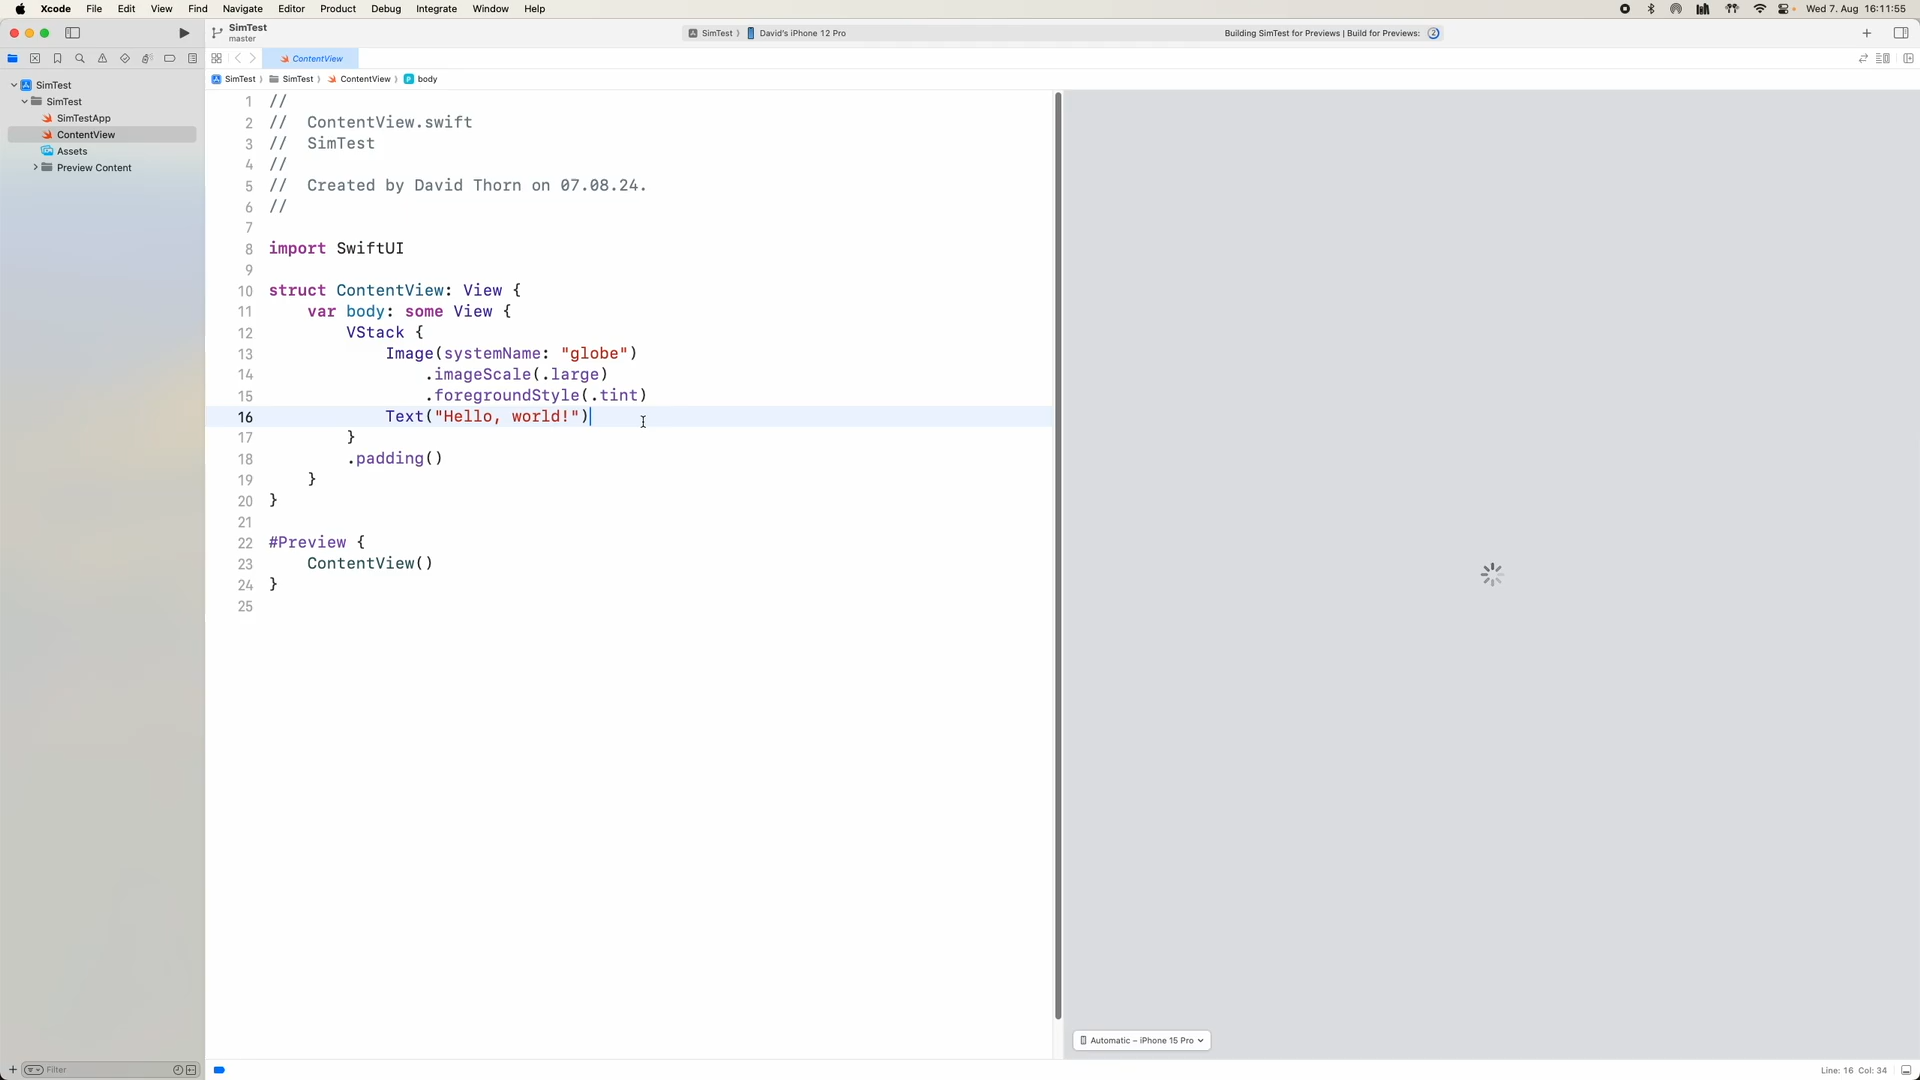 Xcode File Edit View Find Navigate Editor Product Debug Integrate Window Help
Wed 7. Aug 16:11:55
SimTest
master
SimTest 〉 David's iPhone 12 Pro
Building SimTest for Previews | Build for Previews: 2
ContentView
SimTest 〉 SimTest 〉 ContentView 〉 P body
SimTest
SimTest
SimTestApp
ContentView
Assets
Preview Content
1 //
2 //  ContentView.swift
3 //  SimTest
4 //
5 //  Created by David Thorn on 07.08.24.
6 //
7
8 import SwiftUI
9
10 struct ContentView: View {
11     var body: some View {
12         VStack {
13             Image(systemName: "globe")
14                 .imageScale(.large)
15                 .foregroundStyle(.tint)
16             Text("Hello, world!")
17         }
18         .padding()
19     }
20 }
21
22 #Preview {
23     ContentView()
24 }
25
Automatic – iPhone 15 Pro
Filter
Line: 16 Col: 34